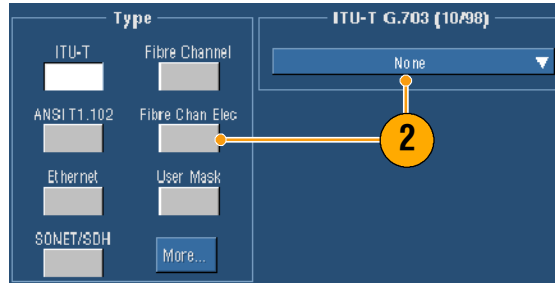 Type
ITU-T G.703 (10/98)
ITU-T Fibre Channel
None
ANSI T1.102 Fibre Chan Elec
2
Ethernet User Mask
SONET/SDH
More...